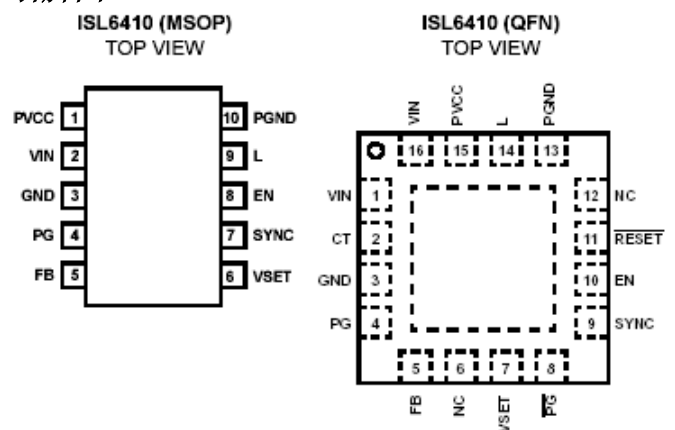 ISL6410 (MSOP)
TOP VIEW
PVCC 1
VIN 2
GND 3
PG 4
FB 5
10 PGND
9 L
8 EN
7 SYNC
6 VSET
ISL6410 (QFN)
TOP VIEW
VIN PVCC L PGND
16 15 14 13
VIN 1
CT 2
GND 3
PG 4
12 NC
11 RESET
10 EN
9 SYNC
5 6 7 8
FB NC VSET PG